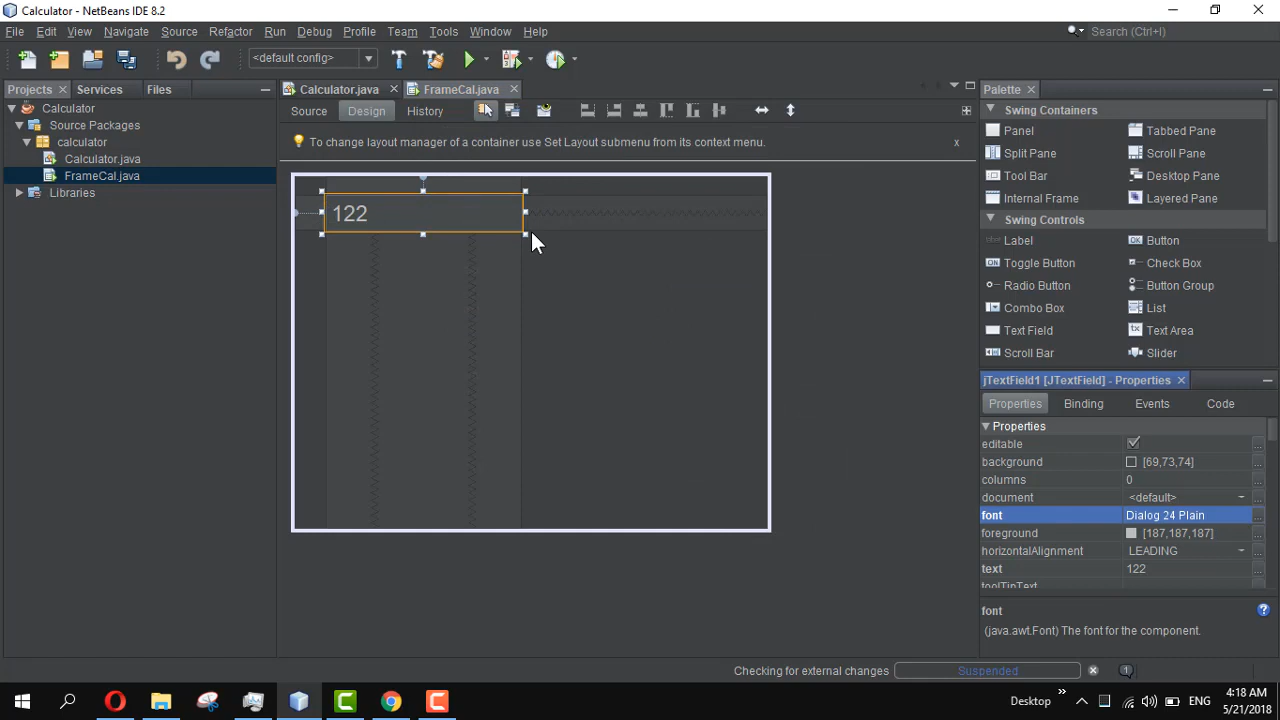 Calculator - NetBeans IDE 8.2
File Edit View Navigate Source Refactor Run Debug Profile Team Tools Window Help
Search (Ctrl+I)
<default config>
Projects Services Files
Calculator
Source Packages
calculator
Calculator.java
FrameCal.java
Libraries
Calculator.java FrameCal.java
Source Design History
To change layout manager of a container use Set Layout submenu from its context menu.
x
122
Palette
Swing Containers
Panel Tabbed Pane
Split Pane Scroll Pane
Tool Bar Desktop Pane
Internal Frame Layered Pane
Swing Controls
Label OK Button
ON Toggle Button Check Box
Radio Button Button Group
Combo Box List
Text Field tx Text Area
Scroll Bar Slider
jTextField1 [JTextField] - Properties
Properties Binding Events Code
Properties
editable
background [69,73,74]
columns 0
document <default>
font Dialog 24 Plain
foreground [187,187,187]
horizontalAlignment LEADING
text 122
toolTipText
font
(java.awt.Font) The font for the component.
Checking for external changes Suspended
1
Desktop ENG
4:18 AM
5/21/2018